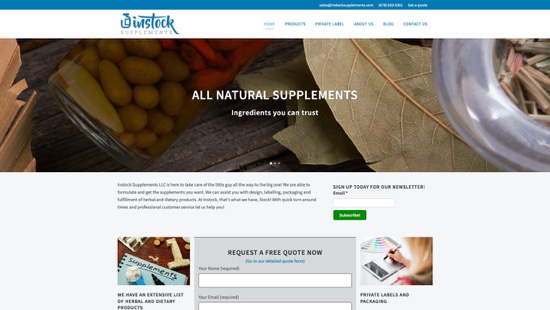 sales@instocksupplements.com (619) 633-6301 Get a quote
instock
SUPPLEMENTS
HOME PRODUCTS PRIVATE LABEL ABOUT US BLOG CONTACT US
ALL NATURAL SUPPLEMENTS
Ingredients you can trust
Instock Supplements LLC is here to take care of the little guy all the way to the big one! We are able to
formulate and get the supplements you want. We can assist you with design, labelling, packaging and
fulfillment of herbal and dietary products. At Instock, that's what we have, Stock! With quick turn around
times and professional customer service let us help you!
SIGN UP TODAY FOR OUR NEWSLETTER!
Email *
Subscribe!
Supplements
WE HAVE AN EXTENSIVE LIST
OF HERBAL AND DIETARY
PRODUCTS
REQUEST A FREE QUOTE NOW
(Go to our detailed quote form)
Your Name (required)
Your Email (required)
PRIVATE LABELS AND
PACKAGING